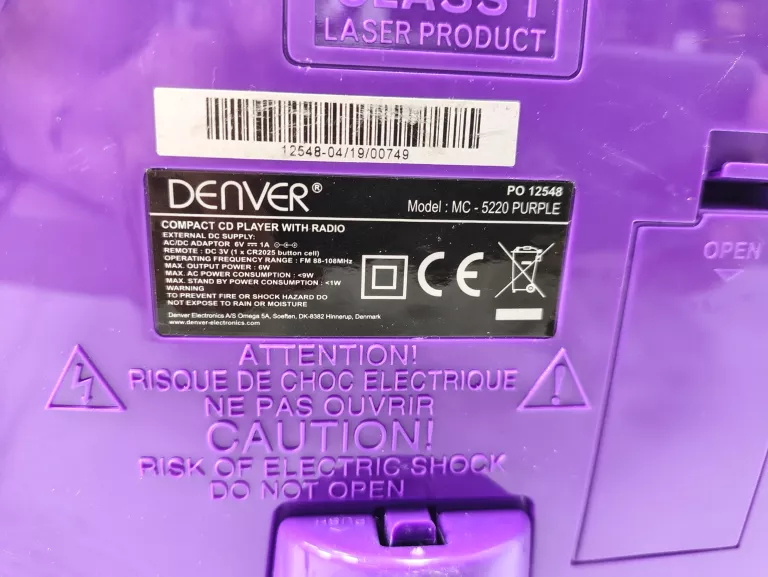 CLASS 1
LASER PRODUCT
12548-04/19/00749
DENVER®
PO 12548
Model : MC - 5220 PURPLE
COMPACT CD PLAYER WITH RADIO
EXTERNAL DC SUPPLY:
AC/DC ADAPTOR 6V ⎓ 1A
REMOTE : DC 3V (1 x CR2025 button cell)
OPERATING FREQUENCY RANGE : FM 88-108MHz
MAX. OUTPUT POWER : 6W
MAX. AC POWER CONSUMPTION : <9W
MAX. STAND BY POWER CONSUMPTION : <1W
WARNING
TO PREVENT FIRE OR SHOCK HAZARD DO
NOT EXPOSE TO RAIN OR MOISTURE
Denver Electronics A/S Omega 5A, Soeften, DK-8382 Hinnerup, Denmark
www.denver-electronics.com
CE
OPEN
ATTENTION!
RISQUE DE CHOC ELECTRIQUE
NE PAS OUVRIR
CAUTION!
RISK OF ELECTRIC SHOCK
DO NOT OPEN
PUSH